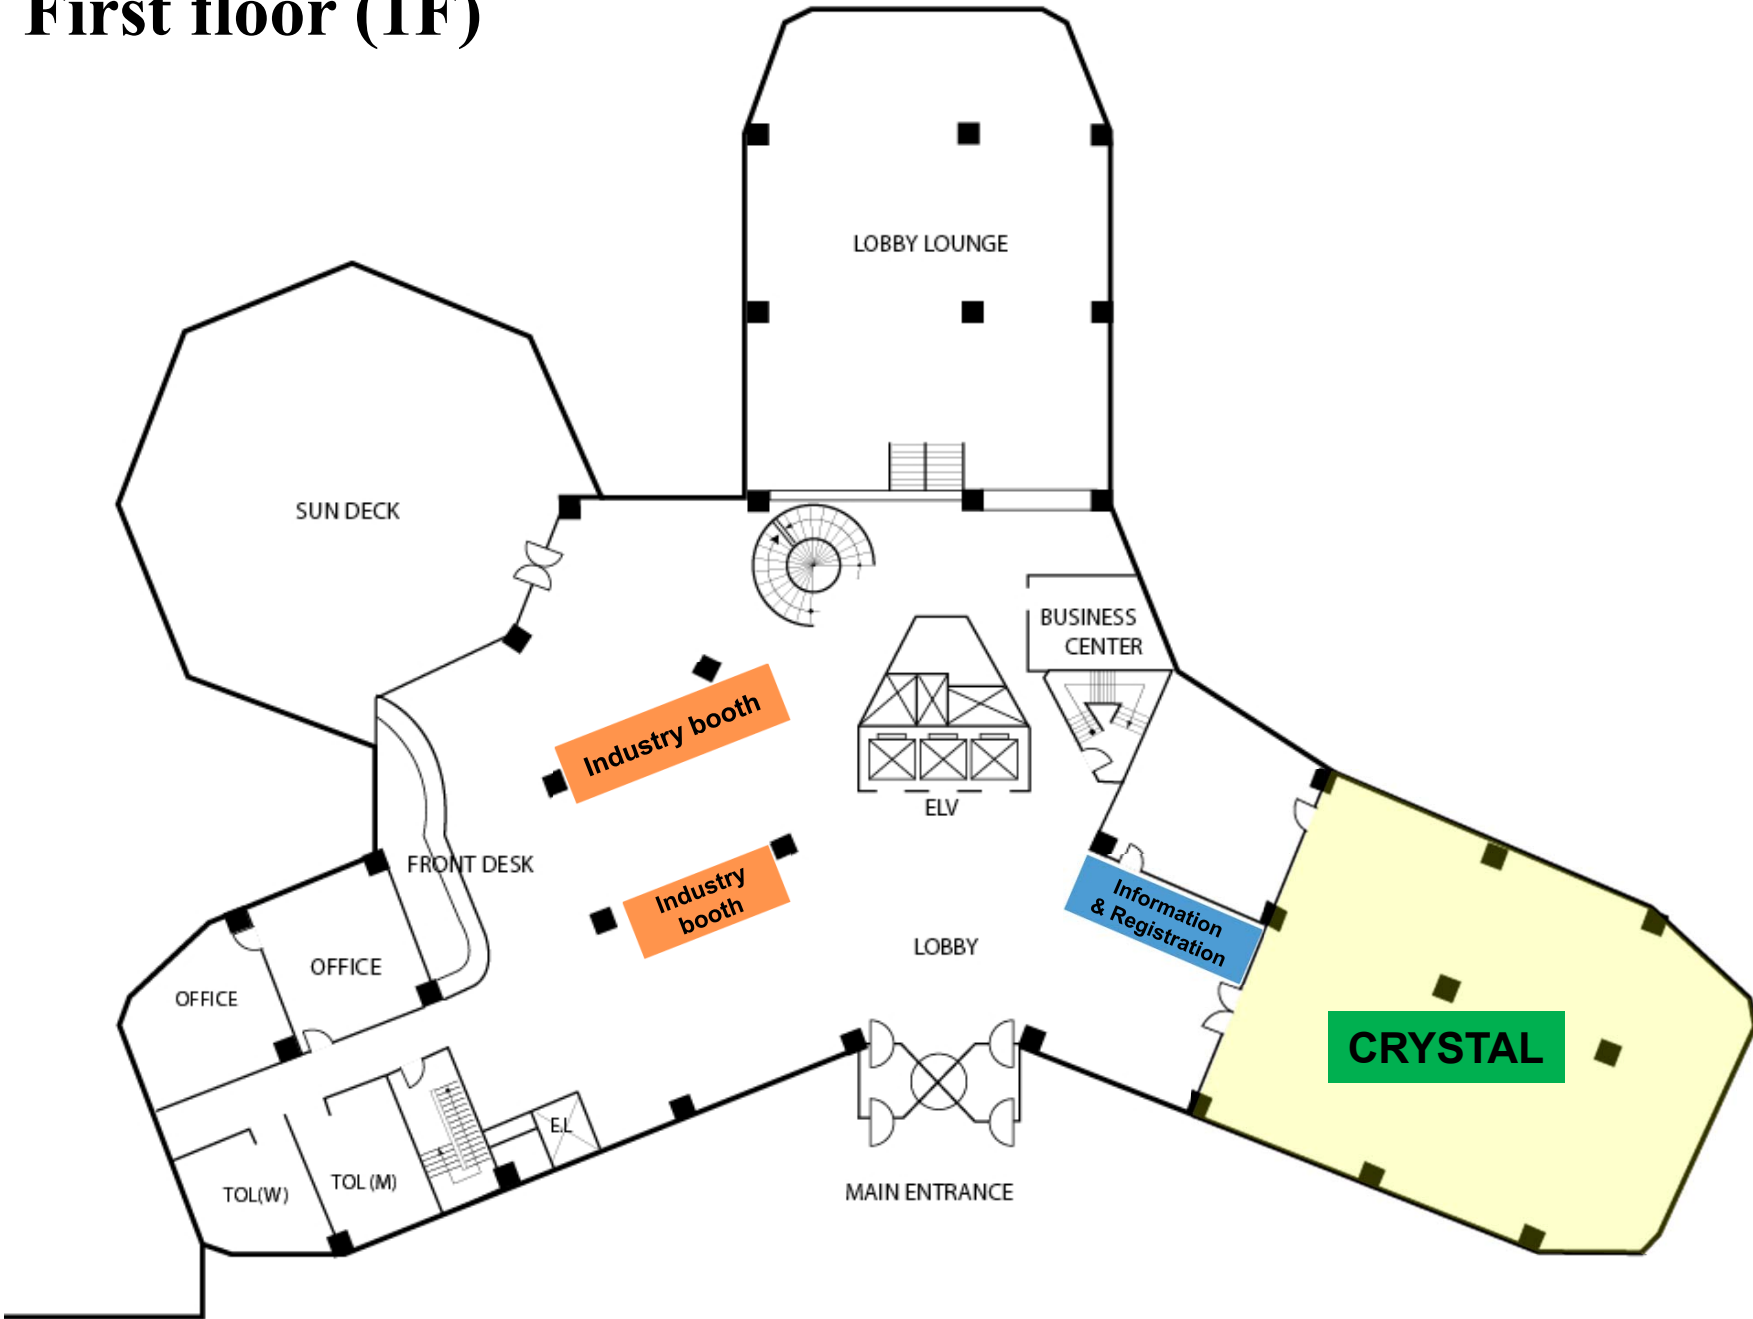 First floor (1F)
LOBBY LOUNGE
SUN DECK
BUSINESS
CENTER
Industry booth
ELV
FRONT DESK
Industry
booth
Information
& Registration
LOBBY
OFFICE
OFFICE
CRYSTAL
E.L
TOL(W)
TOL (M)
MAIN ENTRANCE